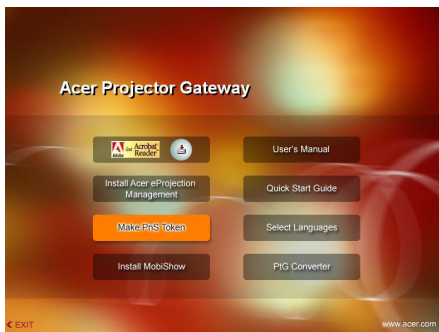 Acer Projector Gateway
Adobe
Get Acrobat
Reader
User's Manual
Install Acer eProjection
Management
Quick Start Guide
Make PnS Token
Select Languages
Install MobiShow
PtG Converter
EXIT
www.acer.com